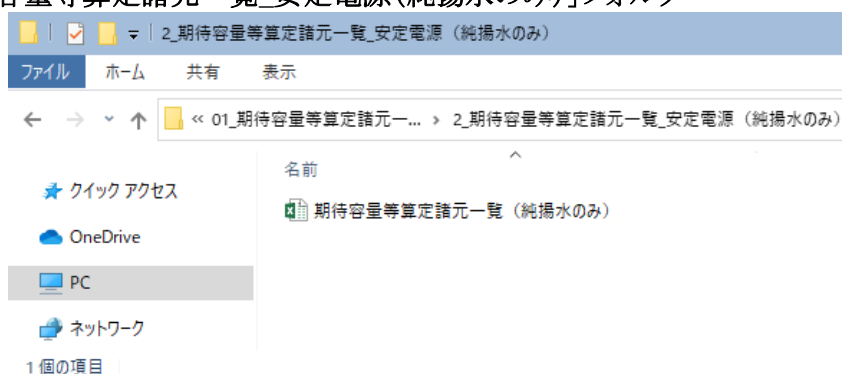 容量等算定諸元一覧_安定電源(純揚水のみ)」フォルダ
2_期待容量等算定諸元一覧_安定電源（純揚水のみ）
ファイル ホーム 共有 表示
« 01_期待容量等算定諸元一... › 2_期待容量等算定諸元一覧_安定電源（純揚水のみ）
名前
クイック アクセス
期待容量等算定諸元一覧（純揚水のみ）
OneDrive
PC
ネットワーク
1 個の項目